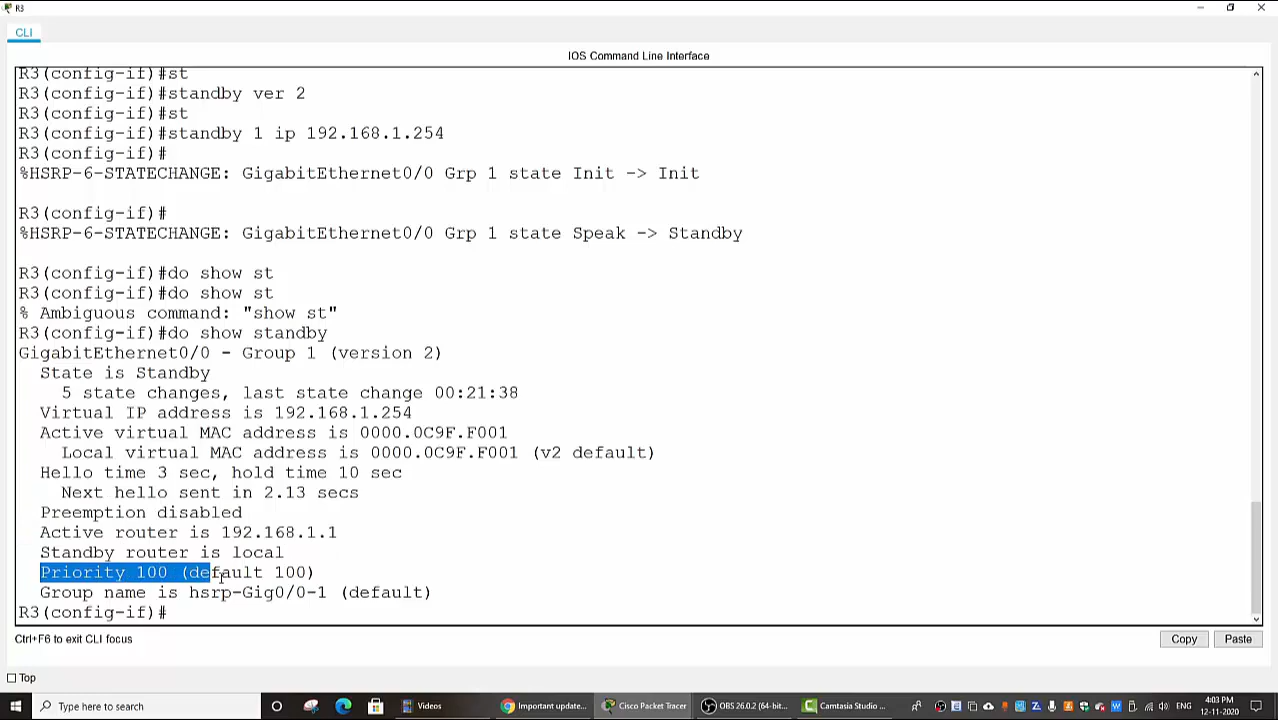 R3
CLI
IOS Command Line Interface
R3(config-if)#st
R3(config-if)#standby ver 2
R3(config-if)#st
R3(config-if)#standby 1 ip 192.168.1.254
R3(config-if)#
%HSRP-6-STATECHANGE: GigabitEthernet0/0 Grp 1 state Init -> Init
R3(config-if)#
%HSRP-6-STATECHANGE: GigabitEthernet0/0 Grp 1 state Speak -> Standby
R3(config-if)#do show st
R3(config-if)#do show st
% Ambiguous command: "show st"
R3(config-if)#do show standby
GigabitEthernet0/0 - Group 1 (version 2)
State is Standby
5 state changes, last state change 00:21:38
Virtual IP address is 192.168.1.254
Active virtual MAC address is 0000.0C9F.F001
Local virtual MAC address is 0000.0C9F.F001 (v2 default)
Hello time 3 sec, hold time 10 sec
Next hello sent in 2.13 secs
Preemption disabled
Active router is 192.168.1.1
Standby router is local
Priority 100 (default 100)
Group name is hsrp-Gig0/0-1 (default)
R3(config-if)#
Ctrl+F6 to exit CLI focus
Copy Paste
Top
Type here to search Videos Important update... Cisco Packet Tracer OBS 26.0.2 (64-bit... Camtasia Studio ... ENG 4:03 PM
12-11-2020